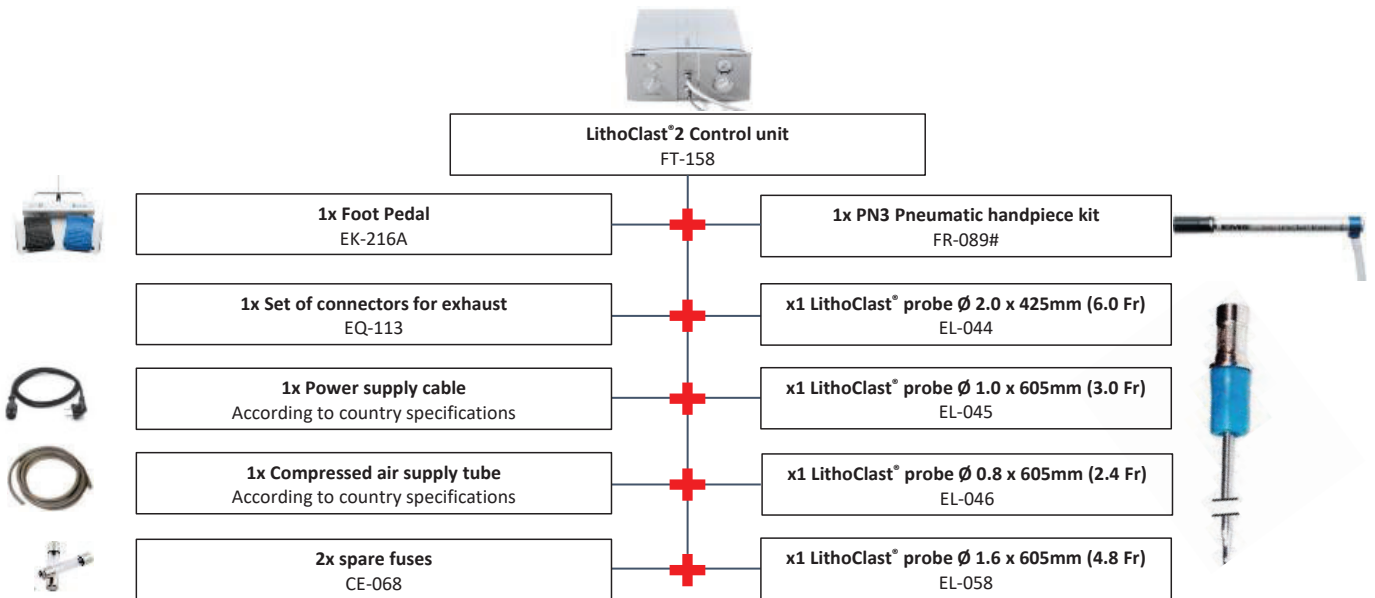 LithoClast®2 Control unit
FT-158
1x Foot Pedal
EK-216A
1x PN3 Pneumatic handpiece kit
FR-089#
EMS
1x Set of connectors for exhaust
EQ-113
x1 LithoClast® probe Ø 2.0 x 425mm (6.0 Fr)
EL-044
1x Power supply cable
According to country specifications
x1 LithoClast® probe Ø 1.0 x 605mm (3.0 Fr)
EL-045
1x Compressed air supply tube
According to country specifications
x1 LithoClast® probe Ø 0.8 x 605mm (2.4 Fr)
EL-046
2x spare fuses
CE-068
x1 LithoClast® probe Ø 1.6 x 605mm (4.8 Fr)
EL-058